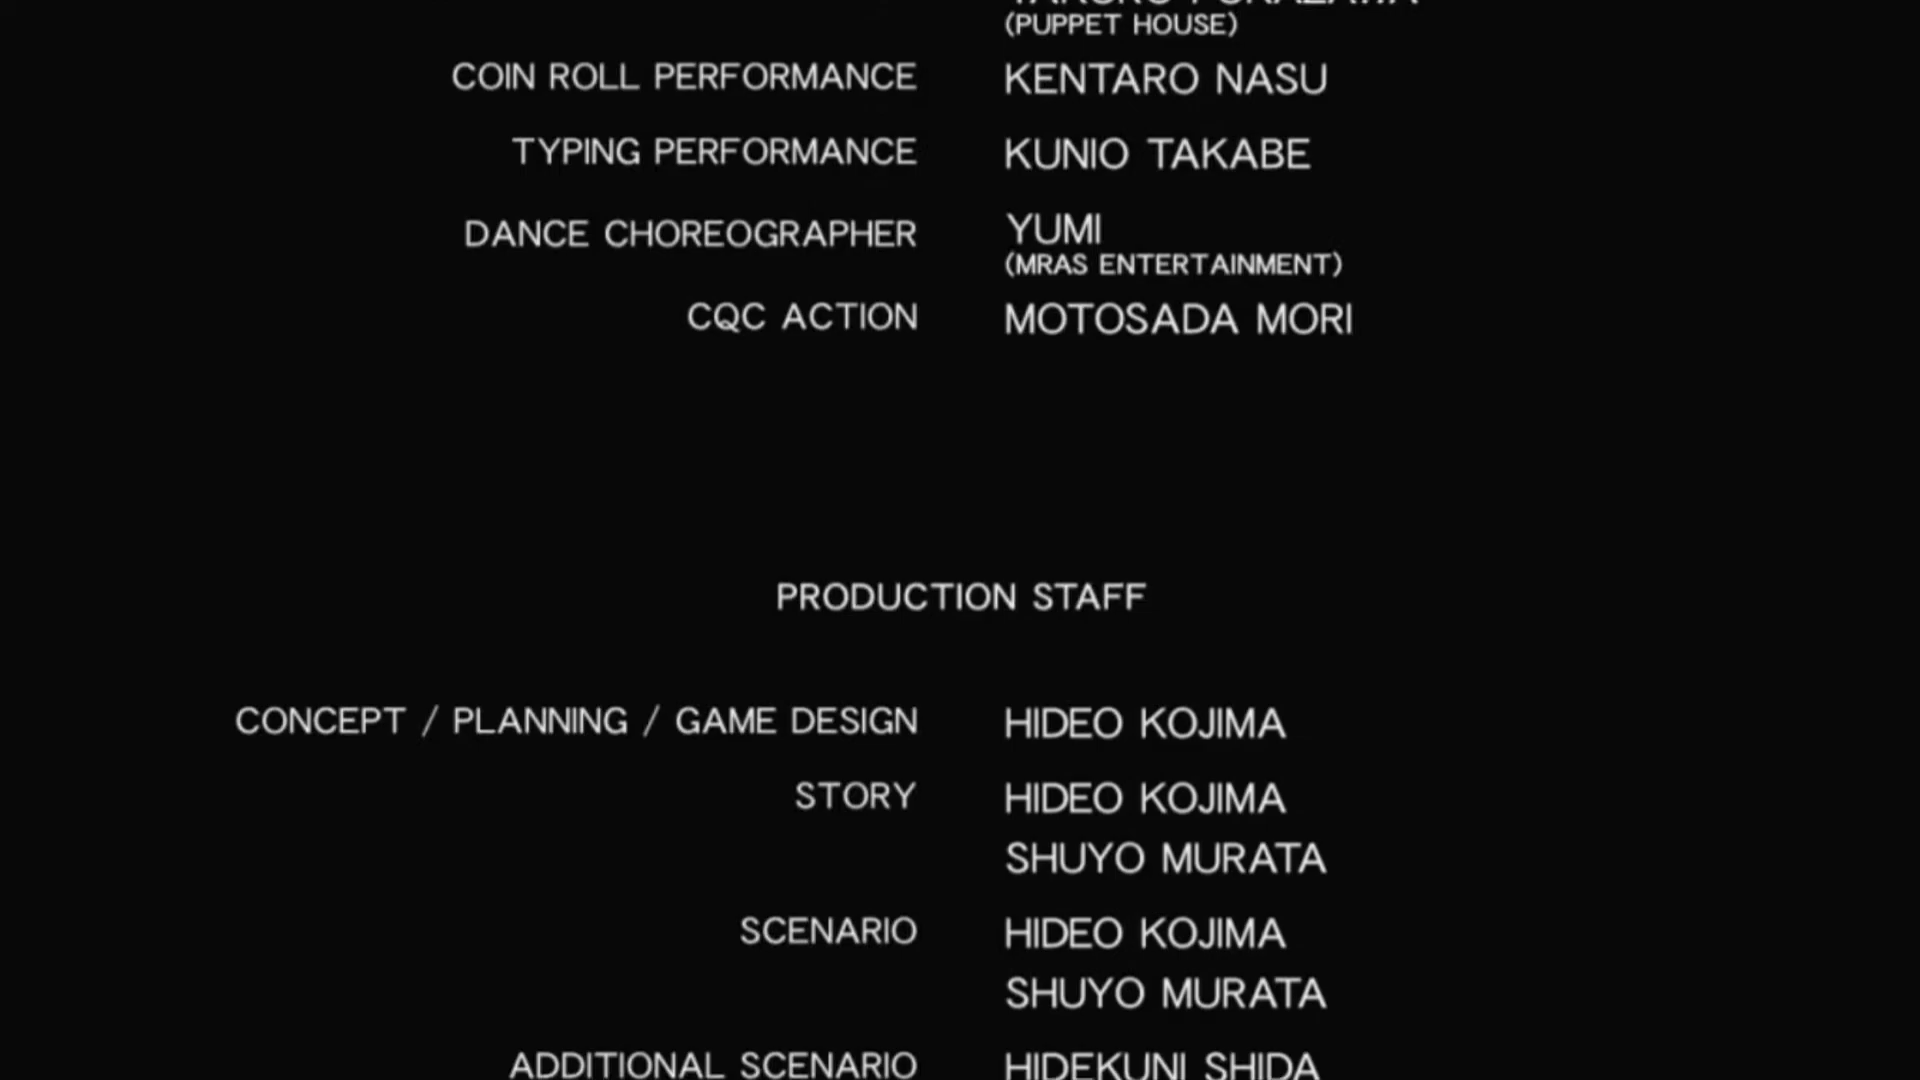 (PUPPET HOUSE)
COIN ROLL PERFORMANCE KENTARO NASU
TYPING PERFORMANCE KUNIO TAKABE
DANCE CHOREOGRAPHER YUMI
(MRAS ENTERTAINMENT)
CQC ACTION MOTOSADA MORI
PRODUCTION STAFF
CONCEPT / PLANNING / GAME DESIGN HIDEO KOJIMA
STORY HIDEO KOJIMA
SHUYO MURATA
SCENARIO HIDEO KOJIMA
SHUYO MURATA
ADDITIONAL SCENARIO HIDEKUNI SHIDA